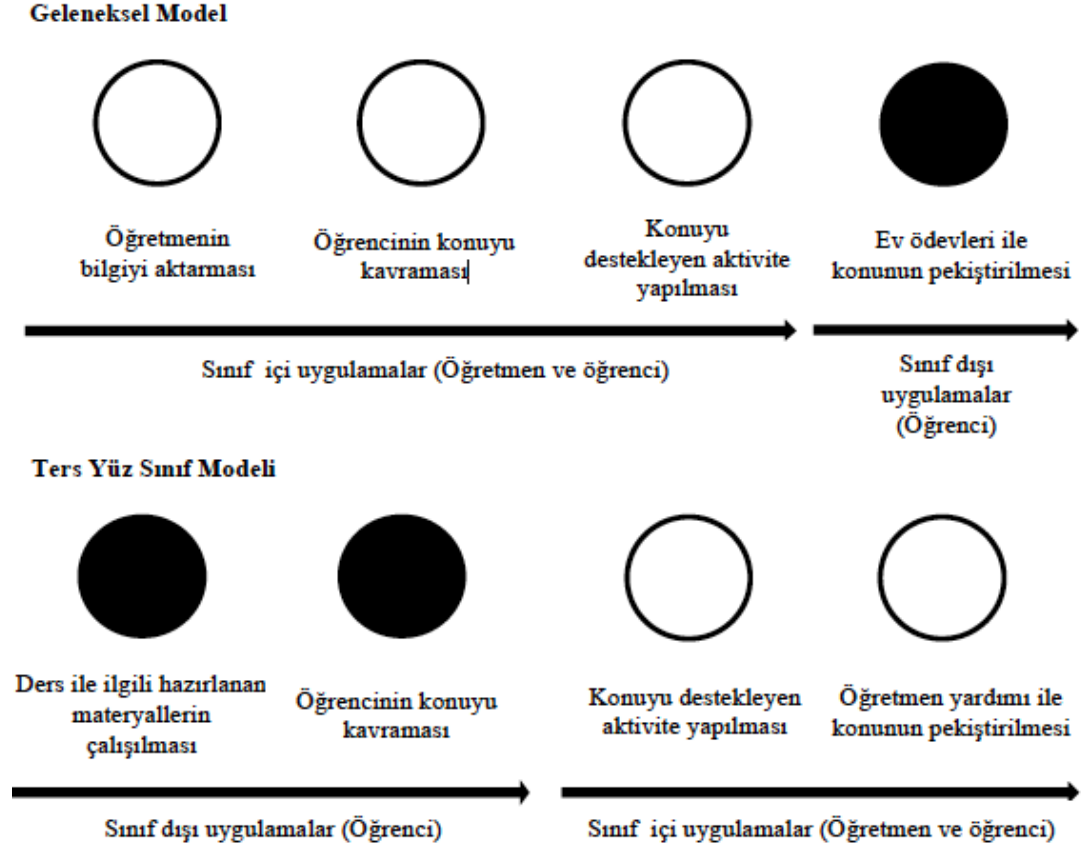 Geleneksel Model
Öğretmenin
bilgiyi aktarması
Öğrencinin konuyu
kavraması
Konuyu
destekleyen aktivite
yapılması
Ev ödevleri ile
konunun pekiştirilmesi
Sınıf içi uygulamalar (Öğretmen ve öğrenci)
Sınıf dışı
uygulamalar
(Öğrenci)
Ters Yüz Sınıf Modeli
Ders ile ilgili hazırlanan
materyallerin
çalışılması
Öğrencinin konuyu
kavraması
Konuyu destekleyen
aktivite yapılması
Öğretmen yardımı ile
konunun pekiştirilmesi
Sınıf dışı uygulamalar (Öğrenci)
Sınıf içi uygulamalar (Öğretmen ve öğrenci)